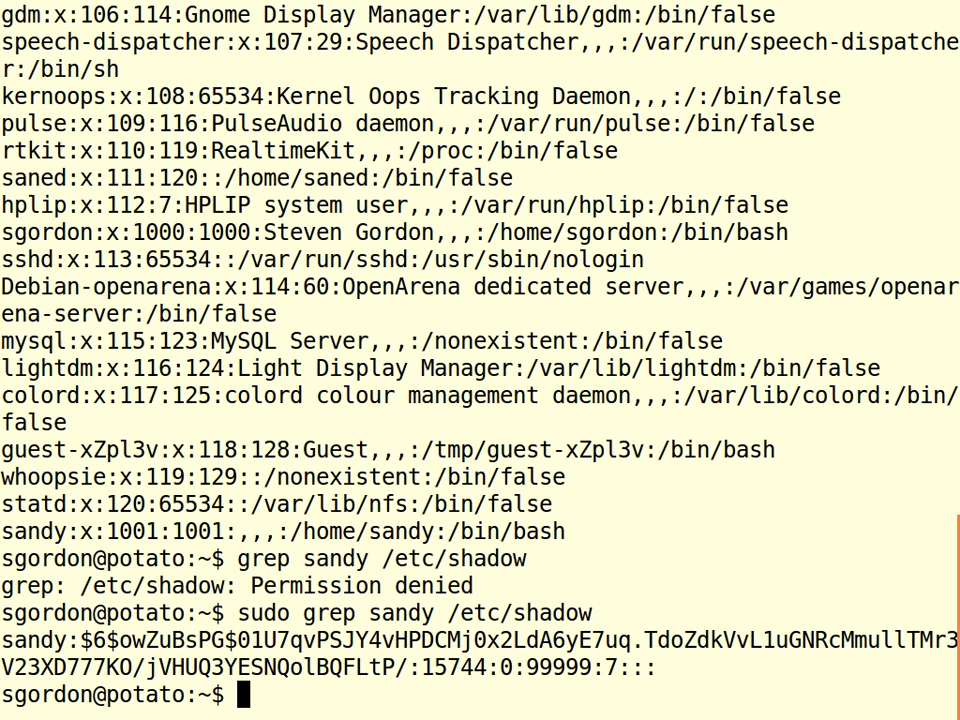 gdm:x:106:114:Gnome Display Manager:/var/lib/gdm:/bin/false
speech-dispatcher:x:107:29:Speech Dispatcher,,,:/var/run/speech-dispatche
r:/bin/sh
kernoops:x:108:65534:Kernel Oops Tracking Daemon,,,:/:/bin/false
pulse:x:109:116:PulseAudio daemon,,,:/var/run/pulse:/bin/false
rtkit:x:110:119:RealtimeKit,,,:/proc:/bin/false
saned:x:111:120::/home/saned:/bin/false
hplip:x:112:7:HPLIP system user,,,:/var/run/hplip:/bin/false
sgordon:x:1000:1000:Steven Gordon,,,:/home/sgordon:/bin/bash
sshd:x:113:65534::/var/run/sshd:/usr/sbin/nologin
Debian-openarena:x:114:60:OpenArena dedicated server,,,:/var/games/openar
ena-server:/bin/false
mysql:x:115:123:MySQL Server,,,:/nonexistent:/bin/false
lightdm:x:116:124:Light Display Manager:/var/lib/lightdm:/bin/false
colord:x:117:125:colord colour management daemon,,,:/var/lib/colord:/bin/
false
guest-xZpl3v:x:118:128:Guest,,,:/tmp/guest-xZpl3v:/bin/bash
whoopsie:x:119:129::/nonexistent:/bin/false
statd:x:120:65534::/var/lib/nfs:/bin/false
sandy:x:1001:1001:,,,:/home/sandy:/bin/bash
sgordon@potato:~$ grep sandy /etc/shadow
grep: /etc/shadow: Permission denied
sgordon@potato:~$ sudo grep sandy /etc/shadow
sandy:$6$owZuBsPG$01U7qvPSJY4vHPDCMj0x2LdA6yE7uq.TdoZdkVvL1uGNRcMmullTMr3
V23XD777KO/jVHUQ3YESNQolBQFLtP/:15744:0:99999:7:::
sgordon@potato:~$